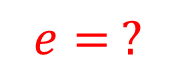 e = ?